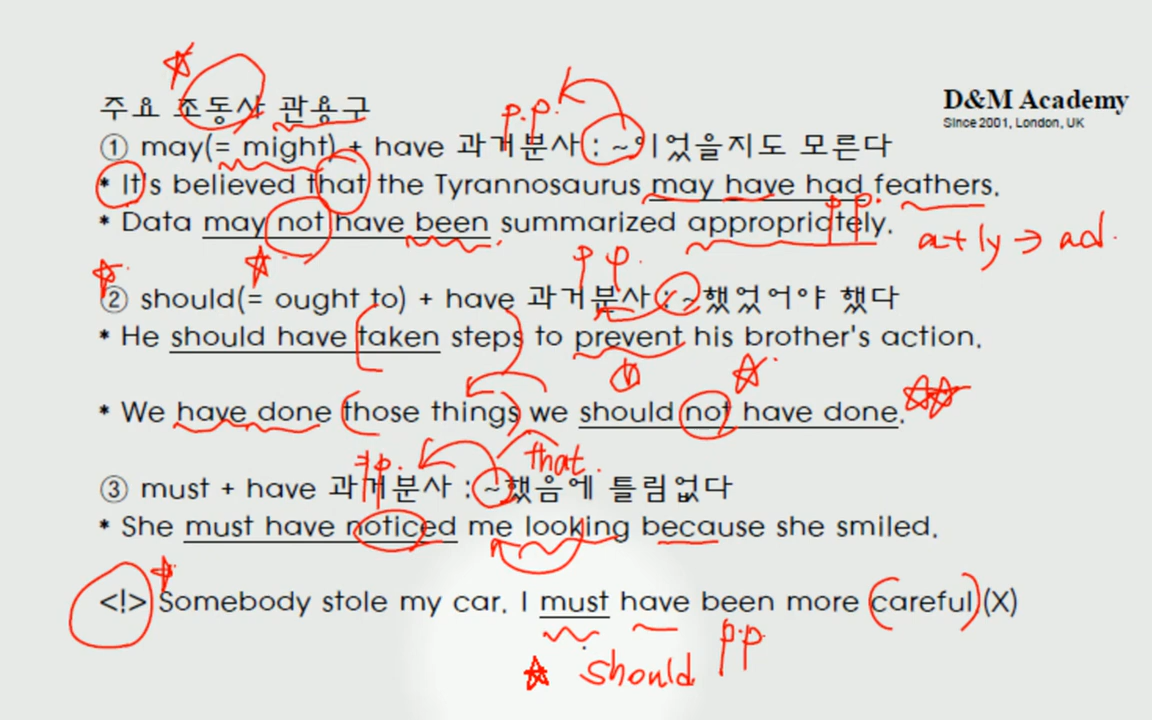 주요 조동사 관용구
D&M Academy
Since 2001, London, UK
p.p.
① may(= might) + have 과거분사 : ~이었을지도 모른다
* It's believed that the Tyrannosaurus may have had feathers.
p.p.
* Data may not have been summarized appropriately.
a+ly → ad.
p p.
② should(= ought to) + have 과거분사 : ~했었어야 했다
* He should have taken steps to prevent his brother's action.
* We have done those things we should not have done.
that.
③ must + have 과거분사 : ~했음에 틀림없다
* She must have noticed me looking because she smiled.
<!> Somebody stole my car. I must have been more careful (X)
should p.p